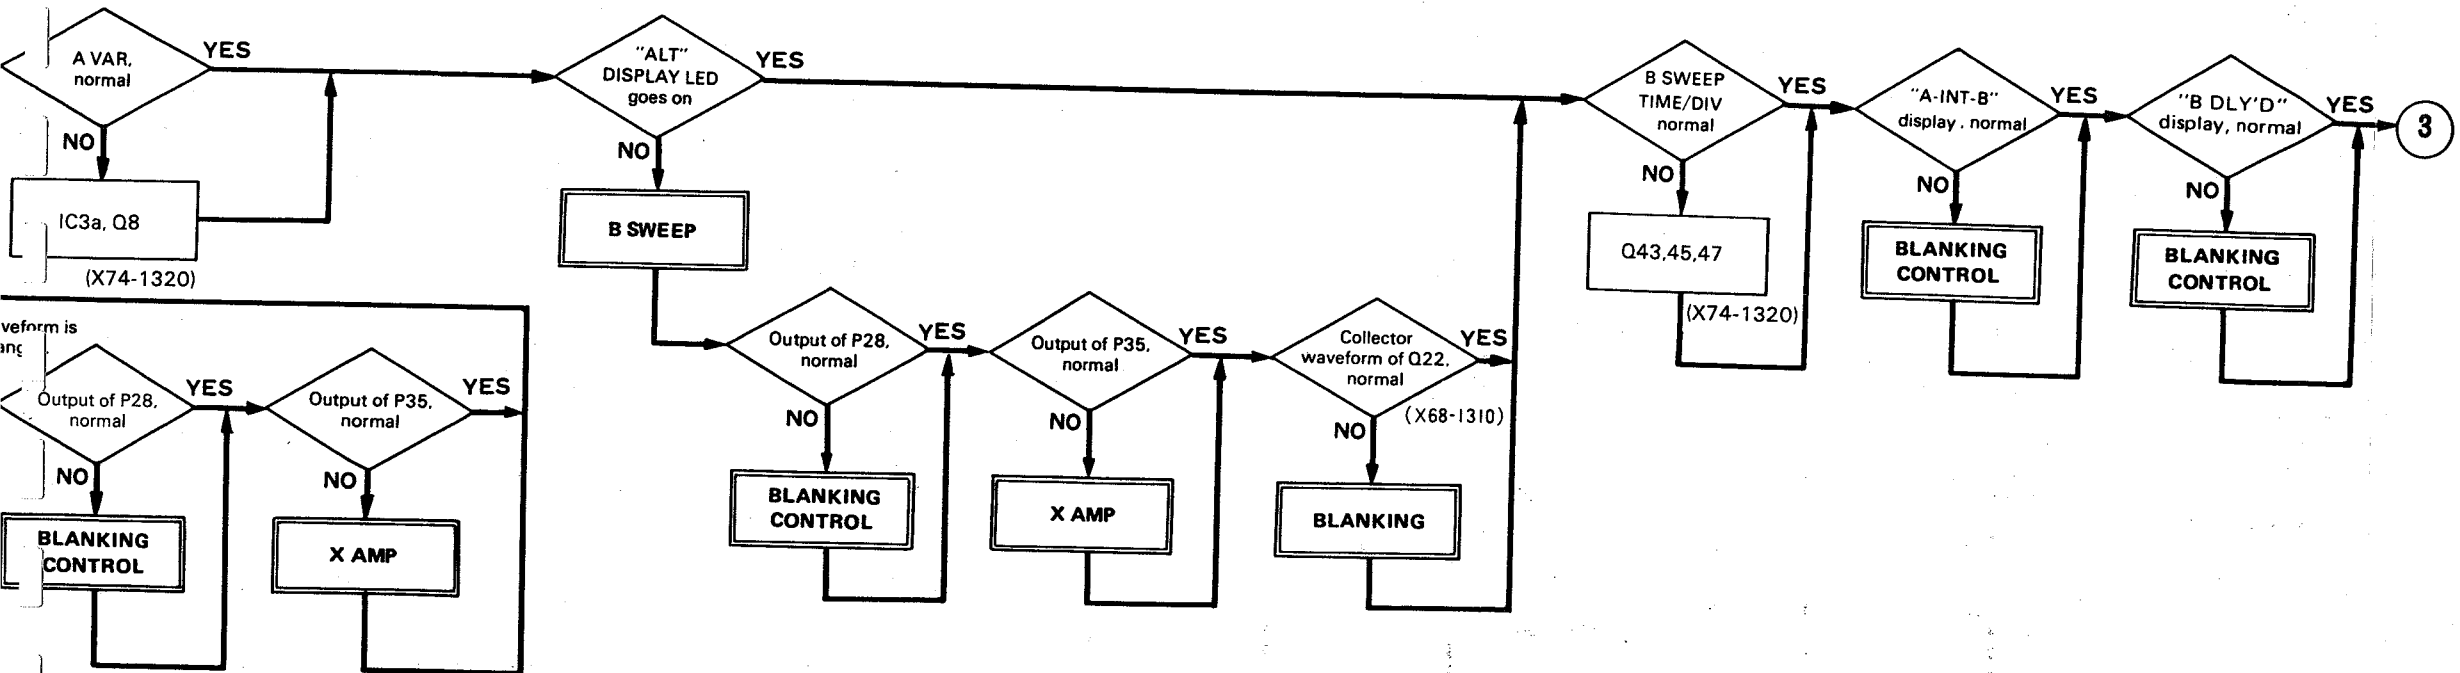 A VAR,
normal
YES
NO
IC3a, Q8
(X74-1320)
"ALT"
DISPLAY LED
goes on
YES
NO
B SWEEP
Output of P28,
normal
YES
NO
BLANKING
CONTROL
Output of P35,
normal
YES
NO
X AMP
Collector
waveform of Q22,
normal
YES
(X68-1310)
NO
BLANKING
B SWEEP
TIME/DIV
normal
YES
NO
Q43,45,47
(X74-1320)
"A-INT-B"
display, normal
YES
NO
BLANKING
CONTROL
"B DLY'D"
display, normal
YES
NO
BLANKING
CONTROL
3
veform is
Output of P28,
normal
YES
NO
BLANKING
CONTROL
Output of P35,
normal
YES
NO
X AMP